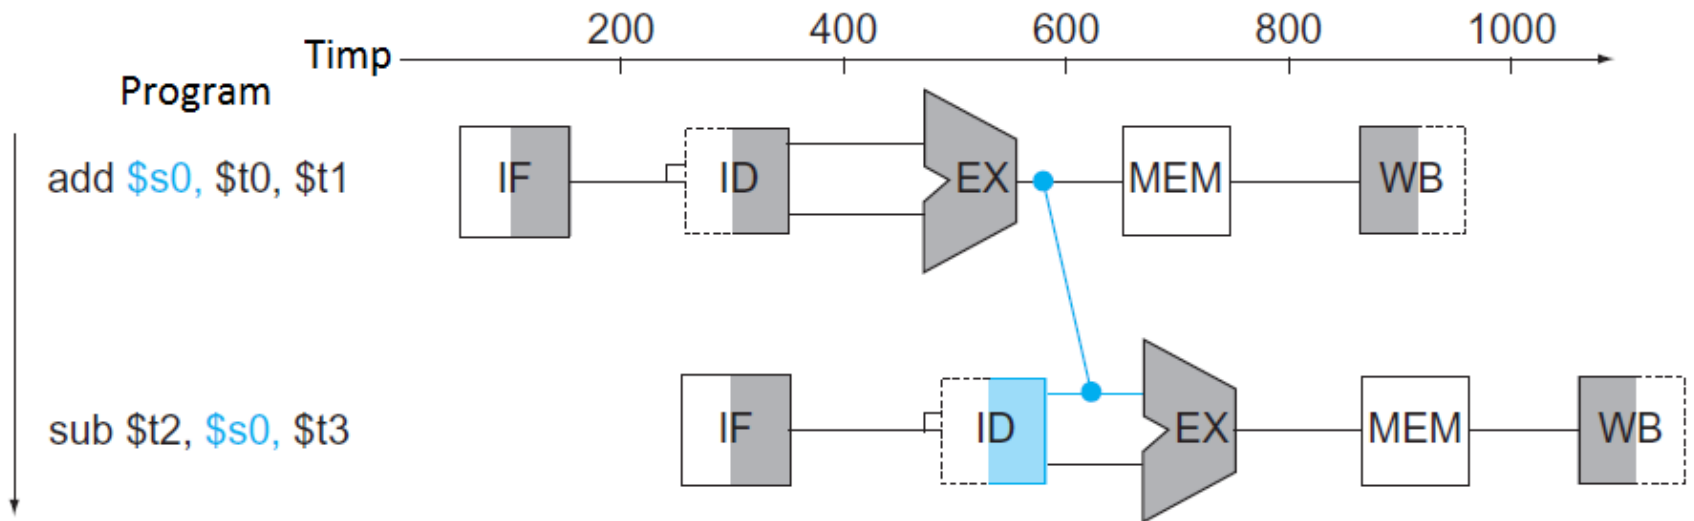 200 400 600 800 1000
Timp
Program
add $s0, $t0, $t1
IF ID EX MEM WB
sub $t2, $s0, $t3
IF ID EX MEM WB